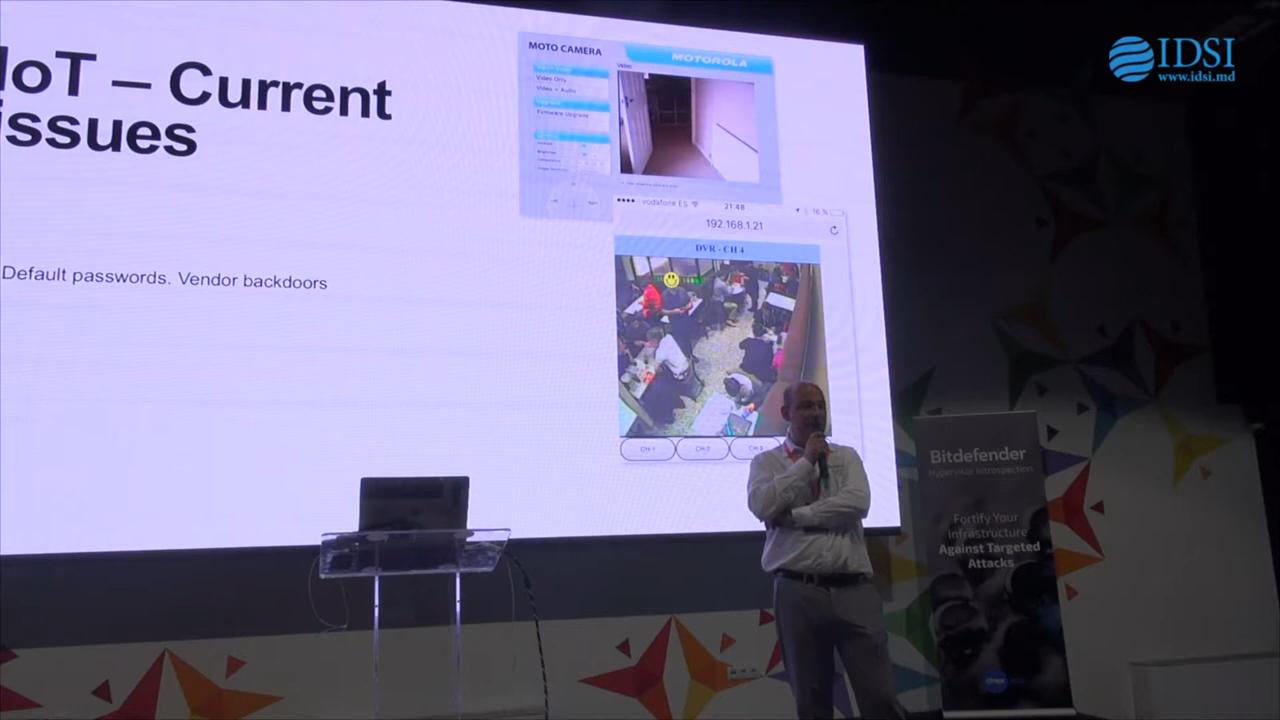 IoT – Current
issues
Default passwords. Vendor backdoors
MOTO CAMERA
MOTOROLA
Video Only
Video + Audio
Firmware Upgrade
vodafone ES
21:48
16 %
192.168.1.21
DVR - CH 4
CH 1
CH 2
CH 3
IDSI
www.idsi.md
Bitdefender
Hypervisor Introspection
Fortify Your
Infrastructure
Against Targeted
Attacks